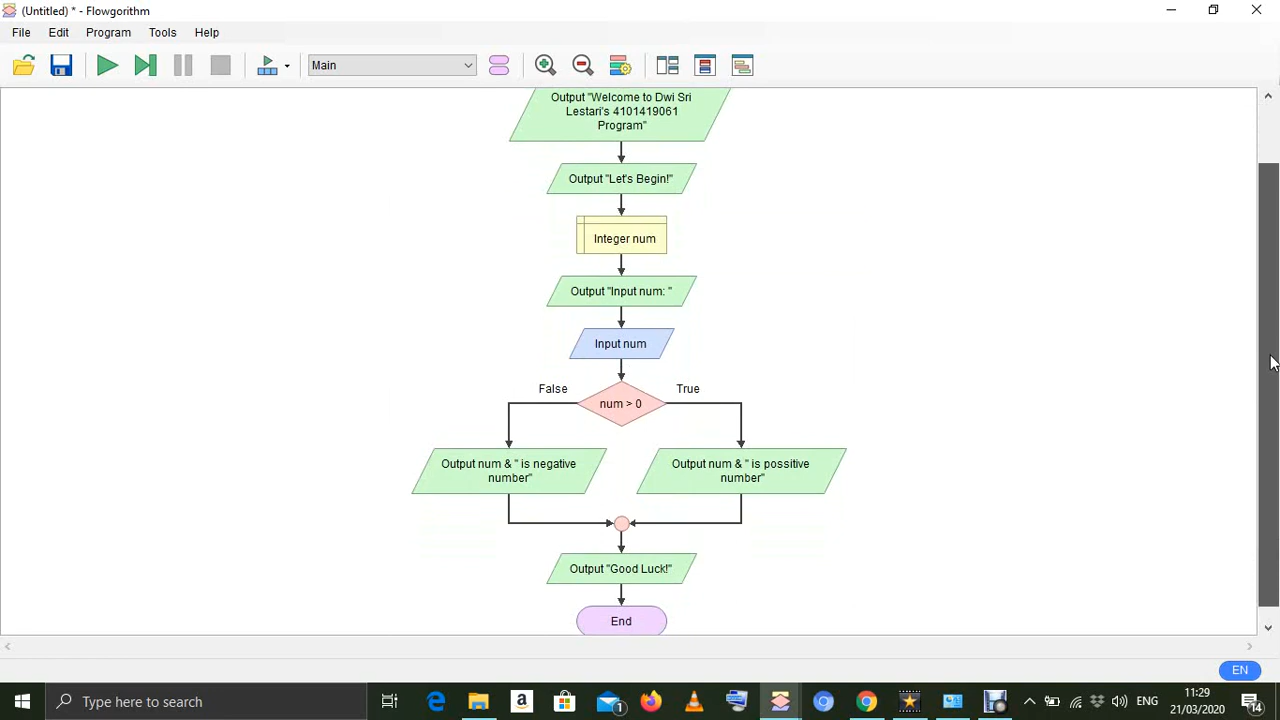 (Untitled) * - Flowgorithm
File Edit Program Tools Help
Main
Output "Welcome to Dwi Sri
Lestari's 4101419061
Program"
Output "Let's Begin!"
Integer num
Output "Input num: "
Input num
False
True
num > 0
Output num & " is negative
number"
Output num & " is possitive
number"
Output "Good Luck!"
End
EN
Type here to search
1
ENG
11:29
21/03/2020
14